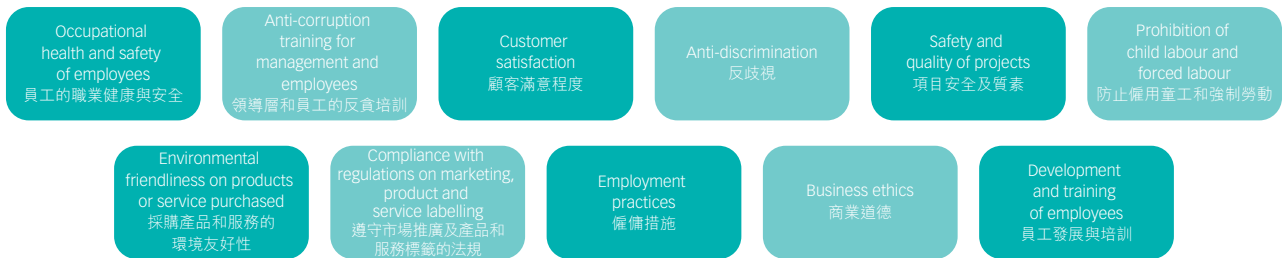 Occupational
health and safety
of employees
員工的職業健康與安全
Anti-corruption
training for
management and
employees
領導層和員工的反貪培訓
Customer
satisfaction
顧客滿意程度
Anti-discrimination
反歧視
Safety and
quality of projects
項目安全及質素
Prohibition of
child labour and
forced labour
防止僱用童工和強制勞動
Environmental
friendliness on products
or service purchased
採購產品和服務的
環境友好性
Compliance with
regulations on marketing,
product and
service labelling
遵守市場推廣及產品和
服務標籤的法規
Employment
practices
僱傭措施
Business ethics
商業道德
Development
and training
of employees
員工發展與培訓